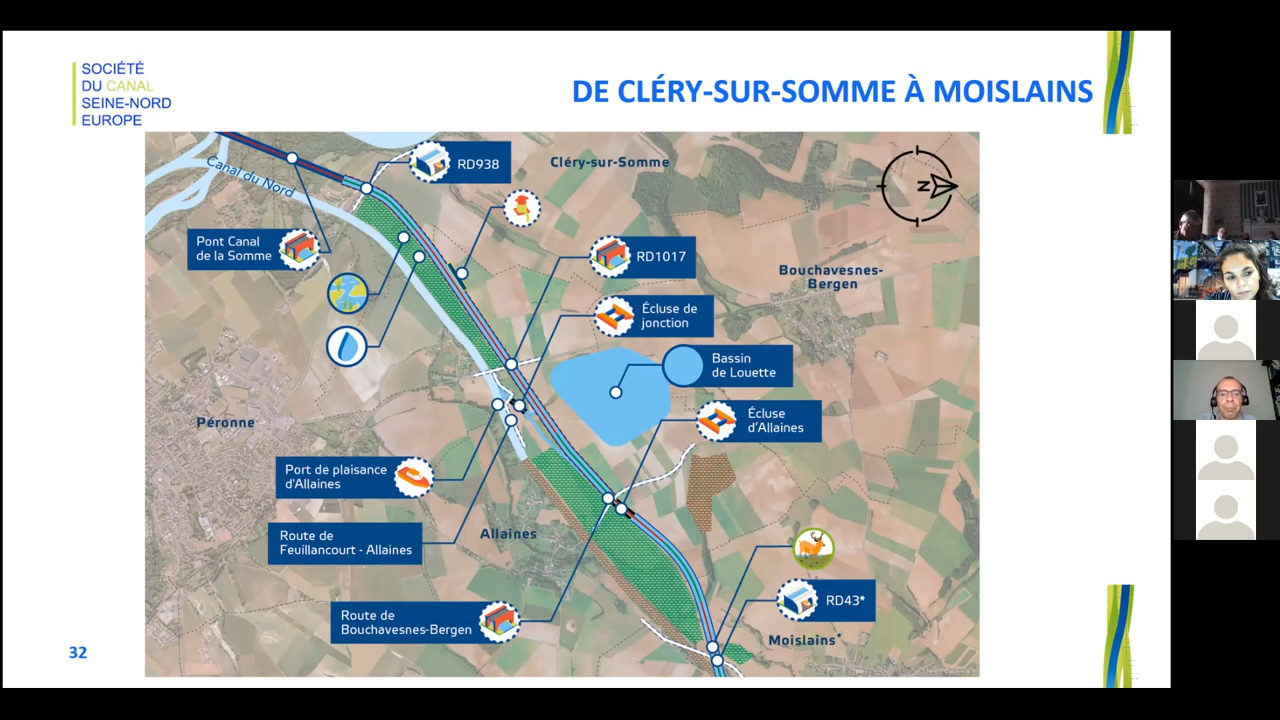 SOCIÉTÉ
DU CANAL
SEINE-NORD
EUROPE
DE CLÉRY-SUR-SOMME À MOISLAINS
Canal du Nord
RD938
Cléry-sur-Somme
N
Pont Canal
de la Somme
RD1017
Bouchavesnes-
Bergen
Écluse de
jonction
Bassin
de Louette
Péronne
Écluse
d'Allaines
Port de plaisance
d'Allaines
Route de
Feuillancourt - Allaines
Allaines
RD43*
Route de
Bouchavesnes-Bergen
Moislains*
32